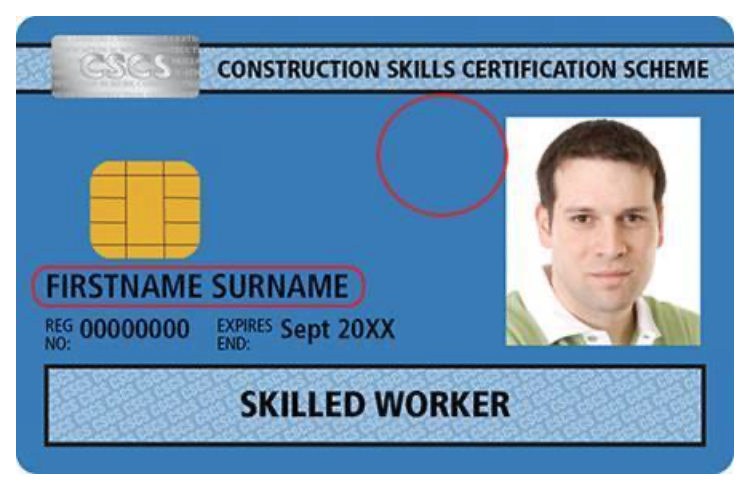 CSCS
CONSTRUCTION SKILLS CERTIFICATION SCHEME
FIRSTNAME SURNAME
REG NO: 00000000 EXPIRES END: Sept 20XX
SKILLED WORKER